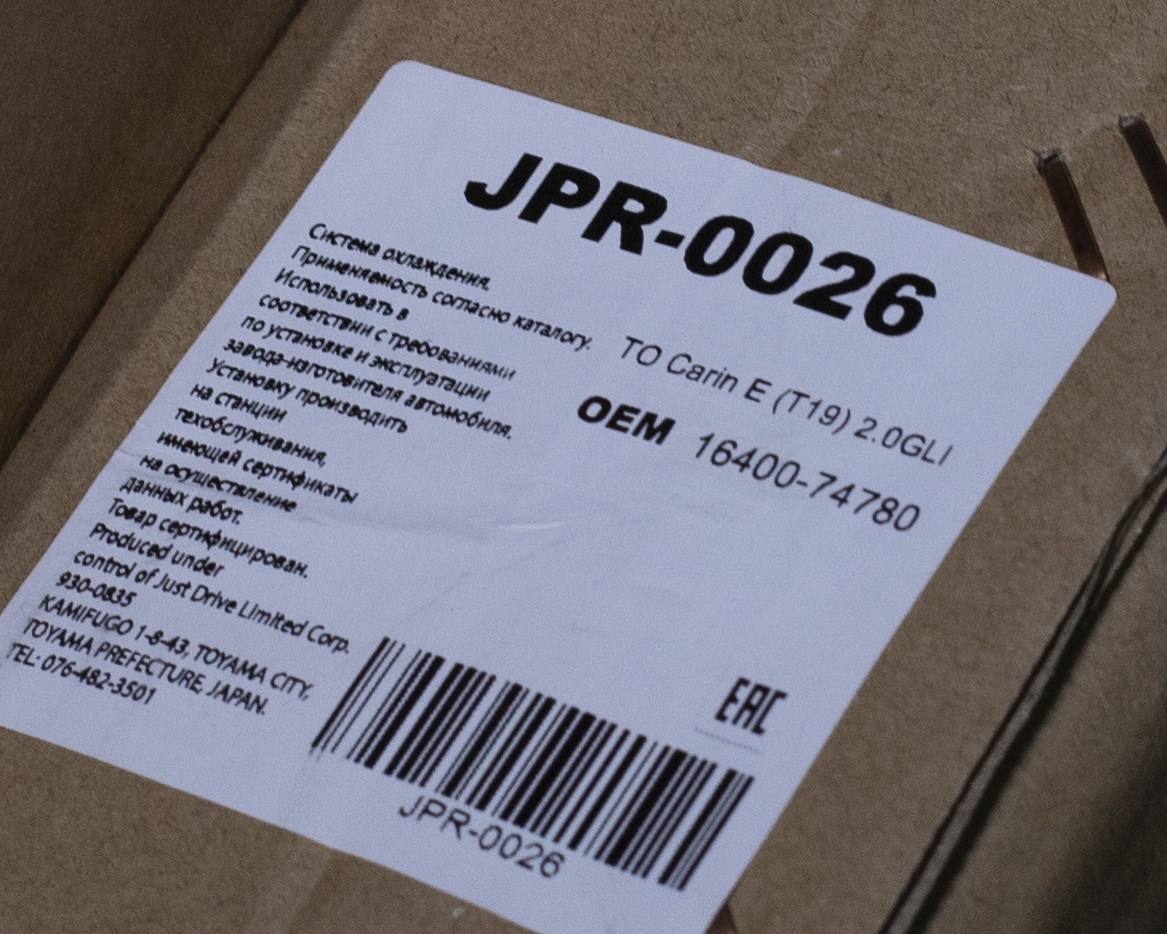 JPR-0026
Система охлаждения.
Применяемость согласно каталогу.
Использовать в
соответствии с требованиями
по установке и эксплуатации
завода-изготовителя автомобиля.
Установку производить
на станции
техобслуживания,
имеющей сертификаты
на осуществление
данных работ.
Товар сертифицирован.
Produced under
control of Just Drive Limited Corp.
930-0835
KAMIFUGO 1-8-43, TOYAMA CITY,
TOYAMA PREFECTURE, JAPAN.
TEL: 076-482-3501
TO Carin E (T19) 2.0GLI
OEM 16400-74780
EAC
JPR-0026